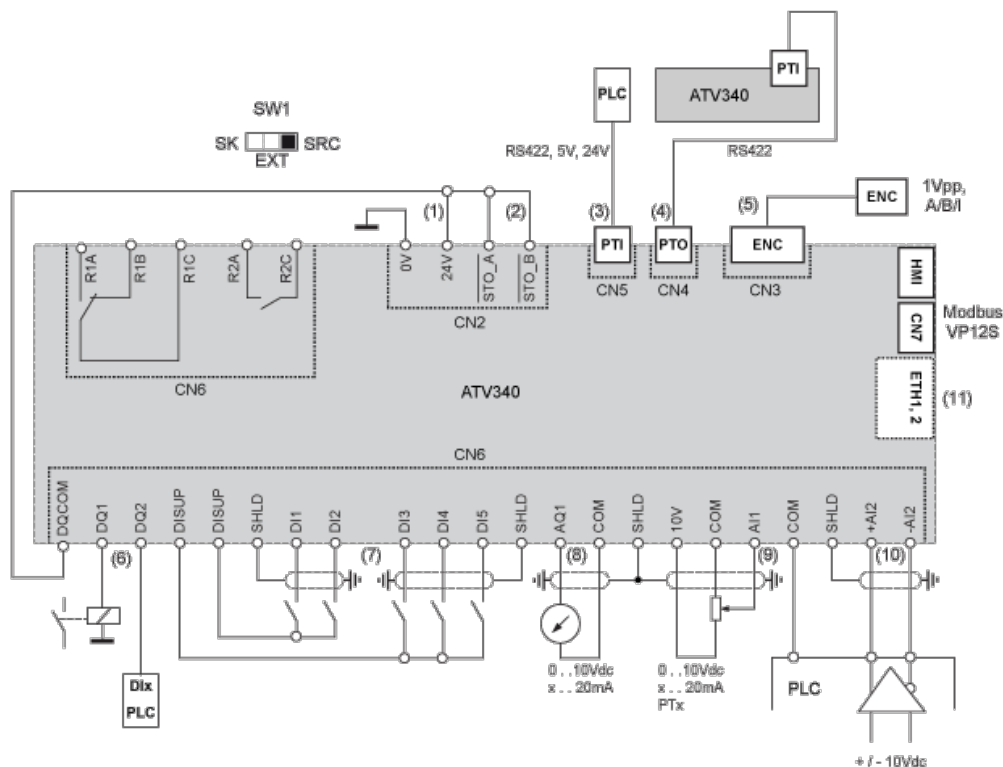 SW1
SK SRC
EXT
PLC
PTI
ATV340
RS422, 5V, 24V
RS422
(1)
(2)
(3)
(4)
(5)
ENC
1Vpp,
A/B/I
R1A
R1B
R1C
R2A
R2C
CN6
0V
24V
STO_A
STO_B
CN2
PTI
CN5
PTO
CN4
ENC
CN3
HMI
CN7
Modbus
VP12S
ETH1, 2
(11)
ATV340
CN6
DQCOM
DQ1
DQ2
DISUP
DISUP
SHLD
DI1
DI2
DI3
DI4
DI5
SHLD
AQ1
COM
SHLD
10V
COM
AI1
COM
SHLD
+AI2
-AI2
(6)
(7)
(8)
(9)
(10)
DIx
PLC
0 . . 10Vdc
x . . 20mA
0 . . 10Vdc
x . . 20mA
PTx
PLC
+ / - 10Vdc